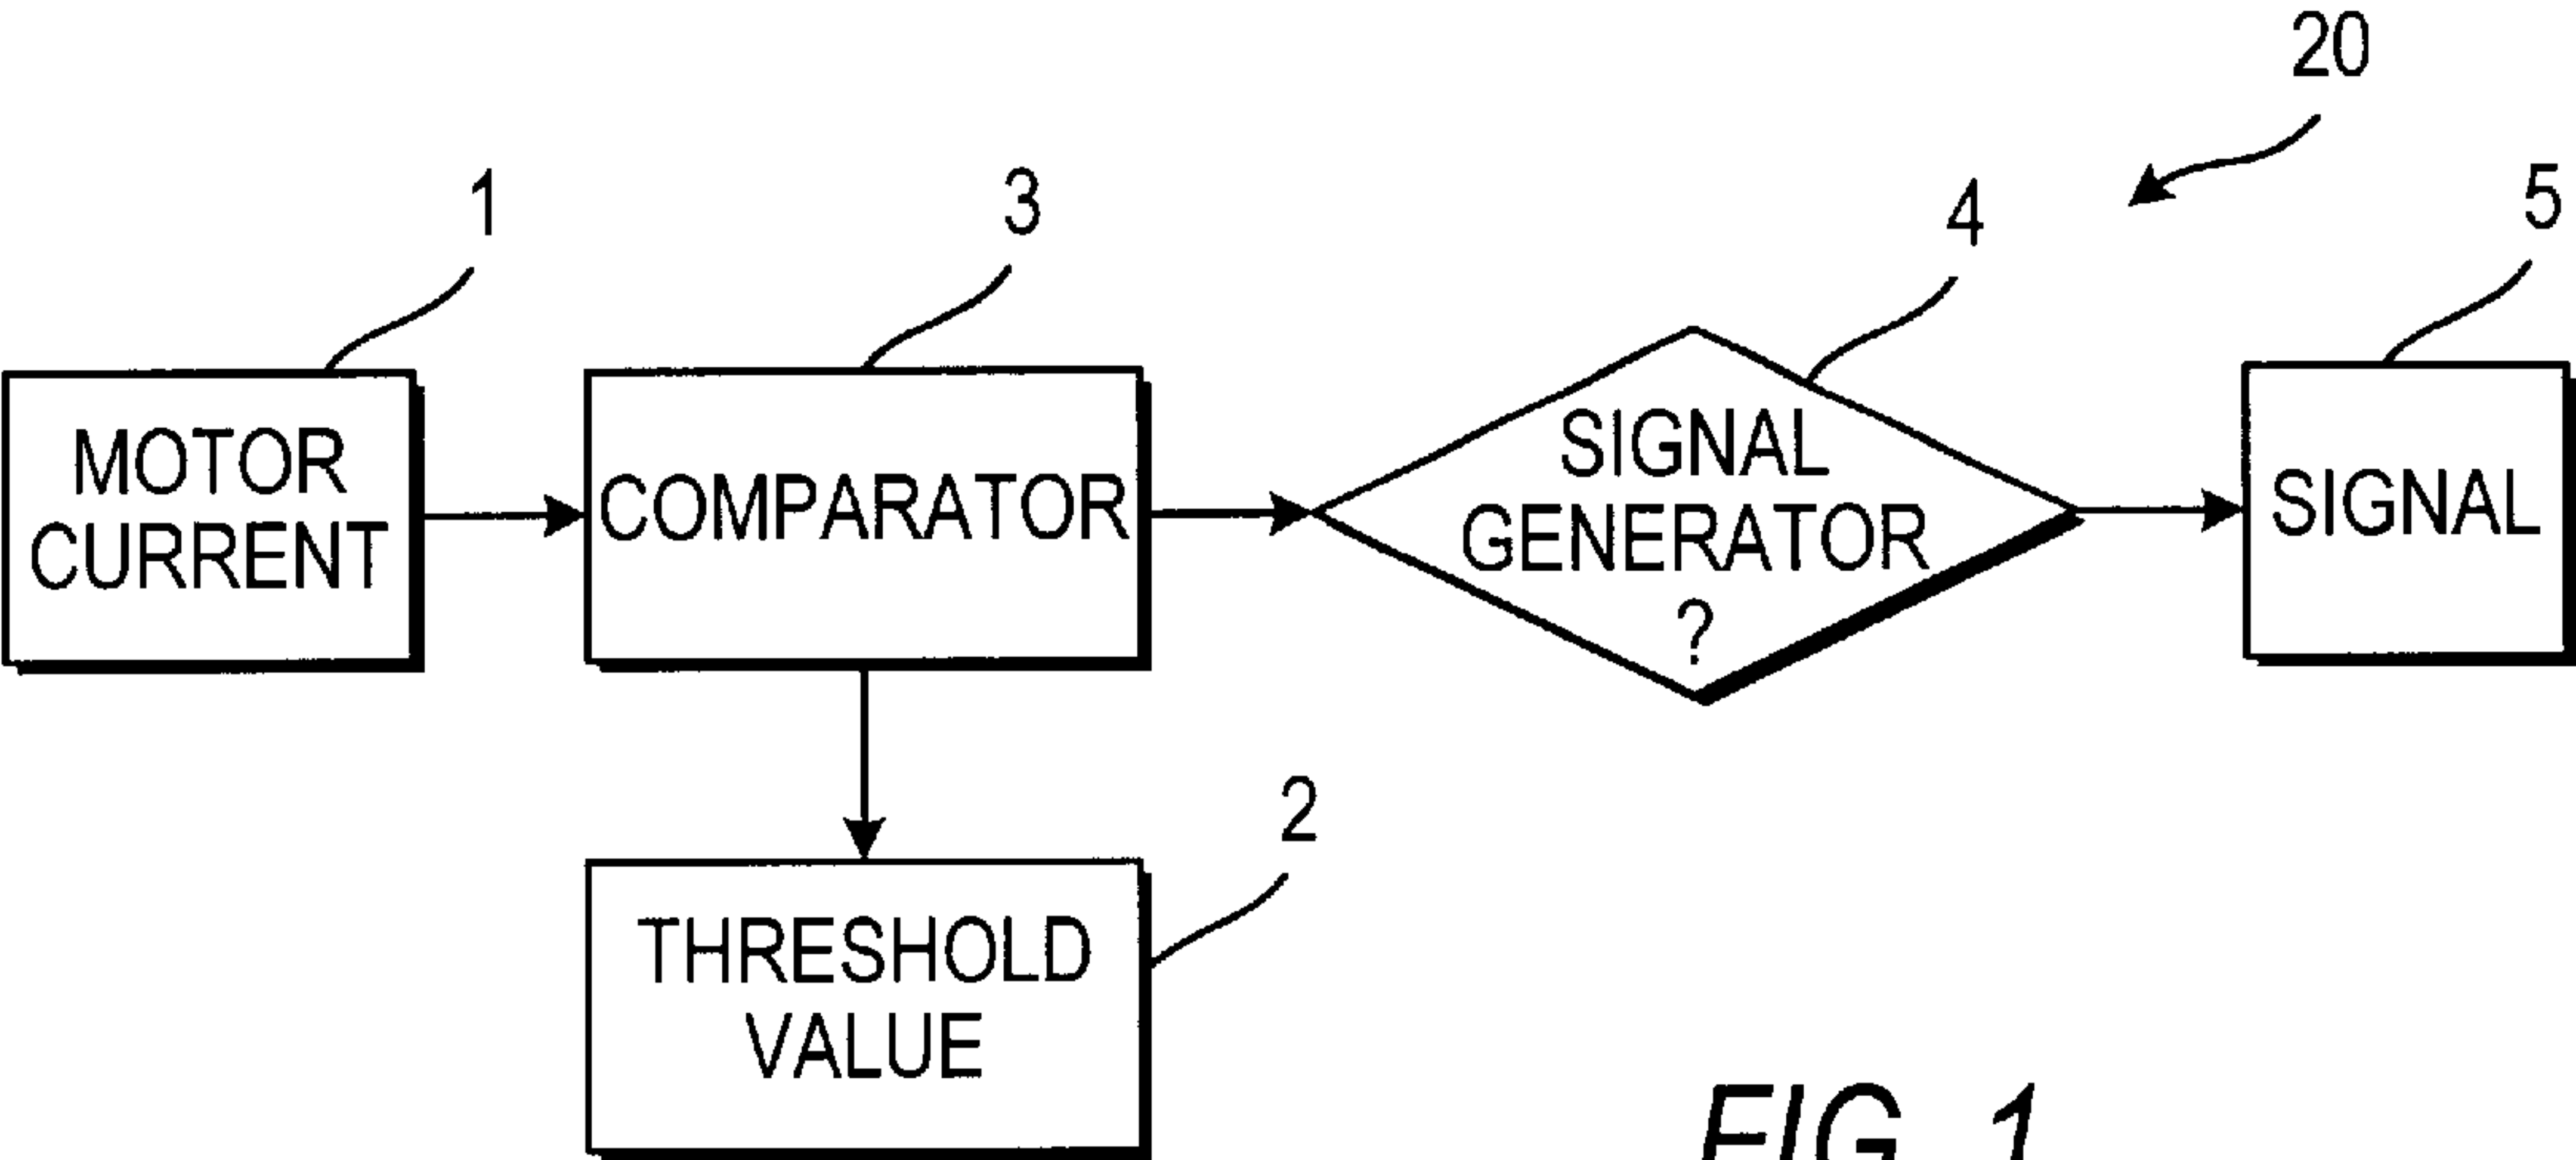 20
1
3
4
5
MOTOR
CURRENT
COMPARATOR
SIGNAL
GENERATOR
?
SIGNAL
2
THRESHOLD
VALUE
FIG. 1